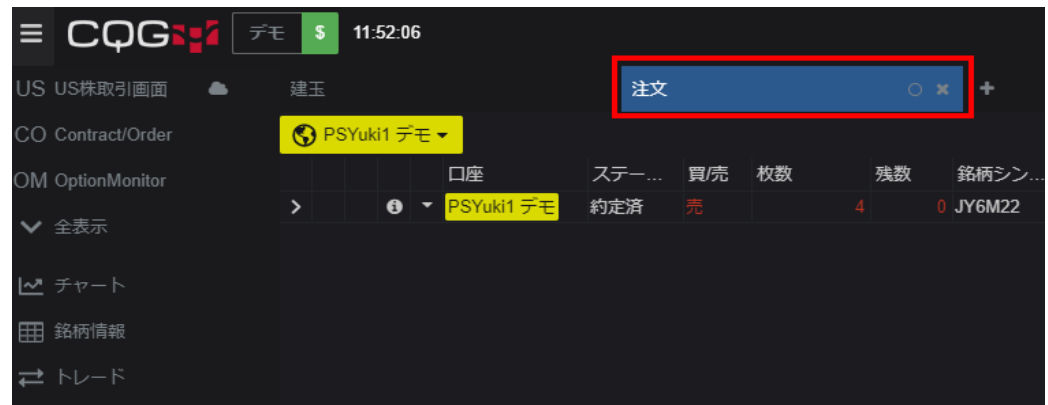 CQG デモ $ 11:52:06
US US株取引画面
建玉 注文
CO Contract/Order
PSYuki1 デモ
OM OptionMonitor
口座 ステー... 買/売 枚数 残数 銘柄シン...
PSYuki1 デモ 約定済 売 4 0 JY6M22
全表示
チャート
銘柄情報
トレード